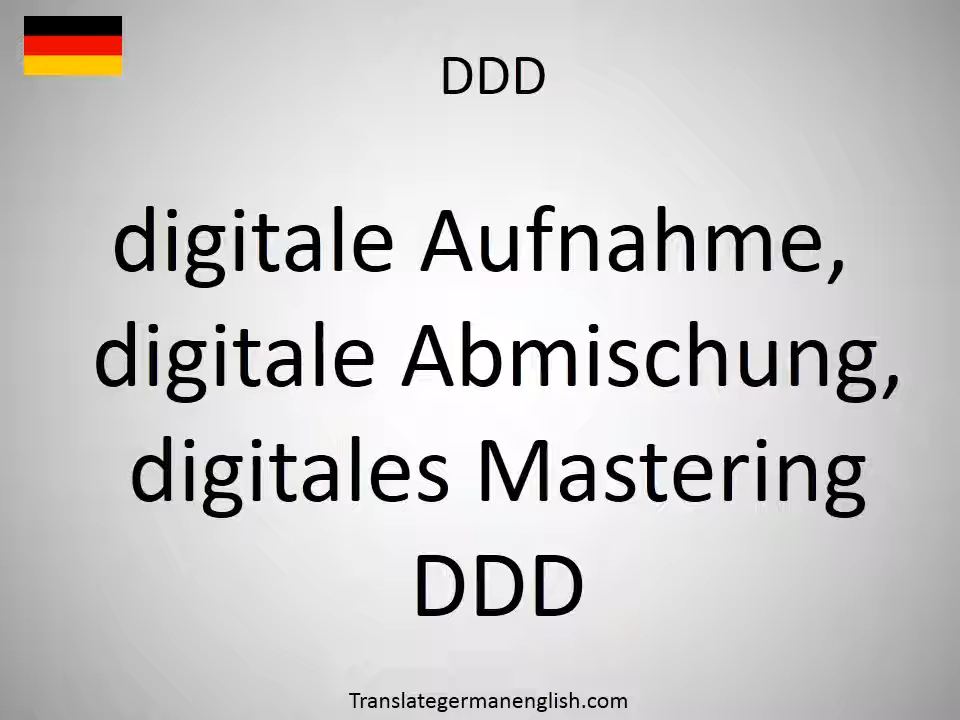 DDD
digitale Aufnahme,
digitale Abmischung,
digitales Mastering
DDD
Translategermanenglish.com